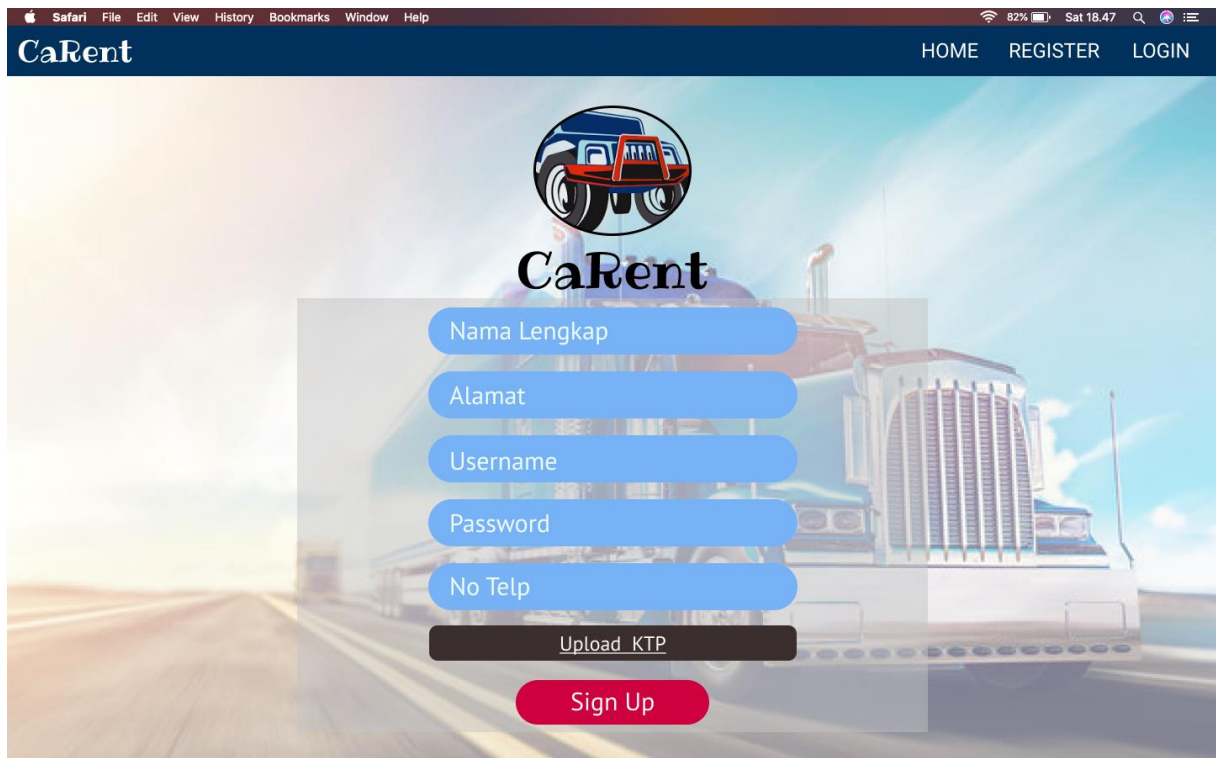 Safari File Edit View History Bookmarks Window Help 82% Sat 18.47
CaRent HOME REGISTER LOGIN
CaRent
Nama Lengkap
Alamat
Username
Password
No Telp
Upload KTP
Sign Up